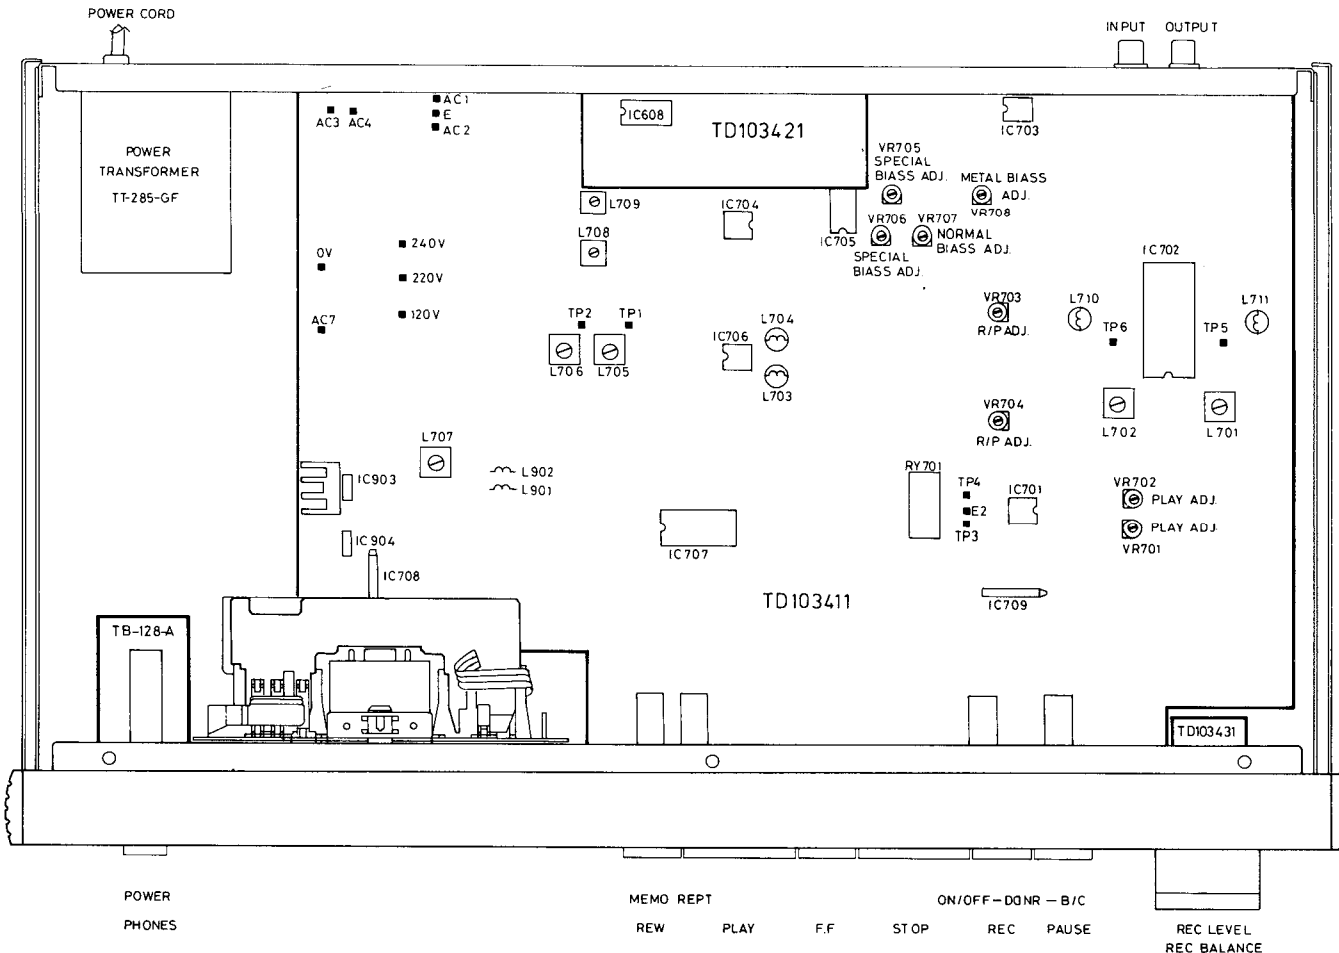 POWER CORD
INPUT OUTPUT
AC3 AC4
AC1
E
AC2
IC608
TD103421
IC703
POWER
TRANSFORMER
TT-285-GF
VR705
SPECIAL
BIASS ADJ.
METAL BIASS
ADJ.
VR708
L709
IC704
IC705
VR706 VR707
NORMAL
BIASS ADJ.
SPECIAL
BIASS ADJ.
L708
IC702
0V
240V
220V
120V
AC7
TP2 TP1
L704
IC706
L706 L705
L703
VR703
R/P ADJ.
L710
L711
TP6
TP5
VR704
R/P ADJ.
L702
L701
L707
IC903
L902
L901
RY701
TP4
E2
TP3
IC701
VR702
PLAY ADJ.
PLAY ADJ.
VR701
IC904
IC708
IC707
TD103411
IC709
TB-128-A
TD103431
POWER
PHONES
MEMO REPT
ON/OFF-DNR-B/C
REW PLAY F.F STOP REC PAUSE
REC LEVEL
REC BALANCE